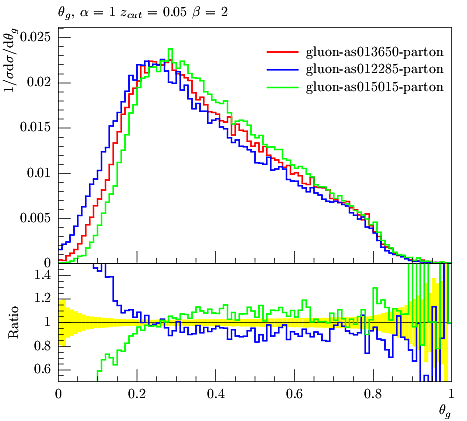 θg, α = 1 zcut = 0.05 β = 2
1/σdσ/dθg
gluon-as013650-parton
gluon-as012285-parton
gluon-as015015-parton
0.025
0.02
0.015
0.01
0.005
0
Ratio
1.4
1.2
1
0.8
0.6
0 0.2 0.4 0.6 0.8 1
θg